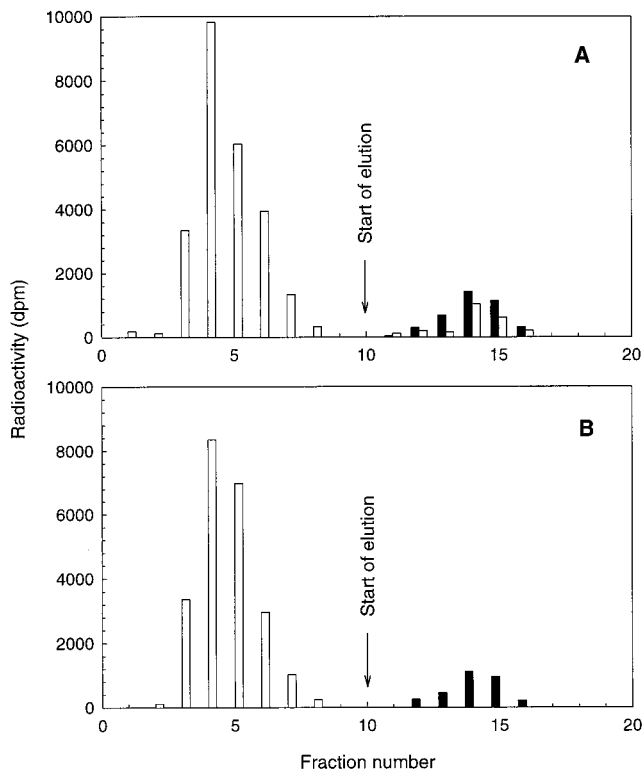 10000
A
8000
6000
4000
2000
0
Start of elution
0 5 10 15 20
Radioactivity (dpm)
10000
B
8000
6000
4000
2000
0
Start of elution
0 5 10 15 20
Fraction number